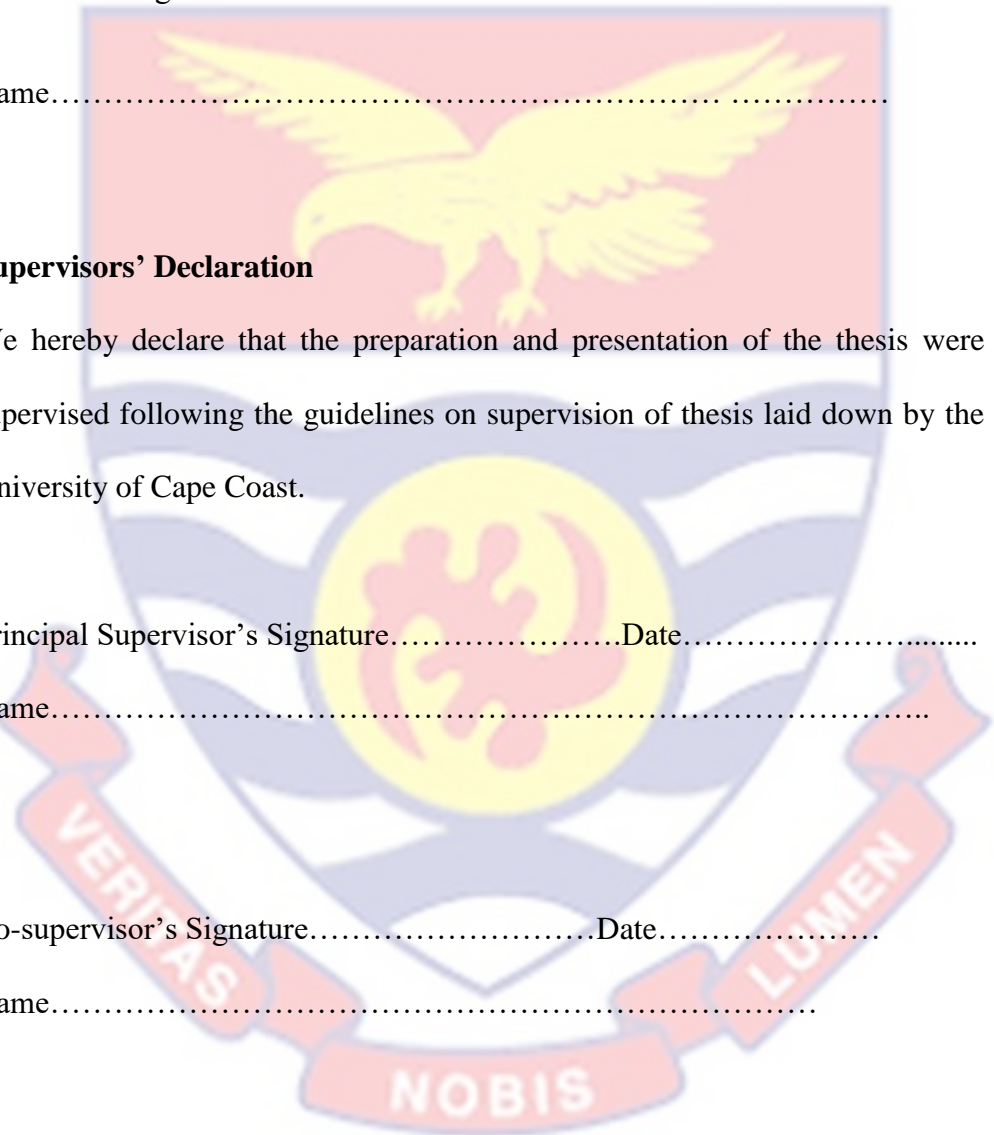 ame…………………………………………………………… ……………
upervisors’ Declaration
e hereby declare that the preparation and presentation of the thesis were
pervised following the guidelines on supervision of thesis laid down by the
niversity of Cape Coast.
rincipal Supervisor’s Signature…………………….Date………………….........
ame………………………………………………………………………………..
o-supervisor’s Signature…………………………Date…………………
ame……………………………………………………………………
VERITAS
NOBIS
LUMEN